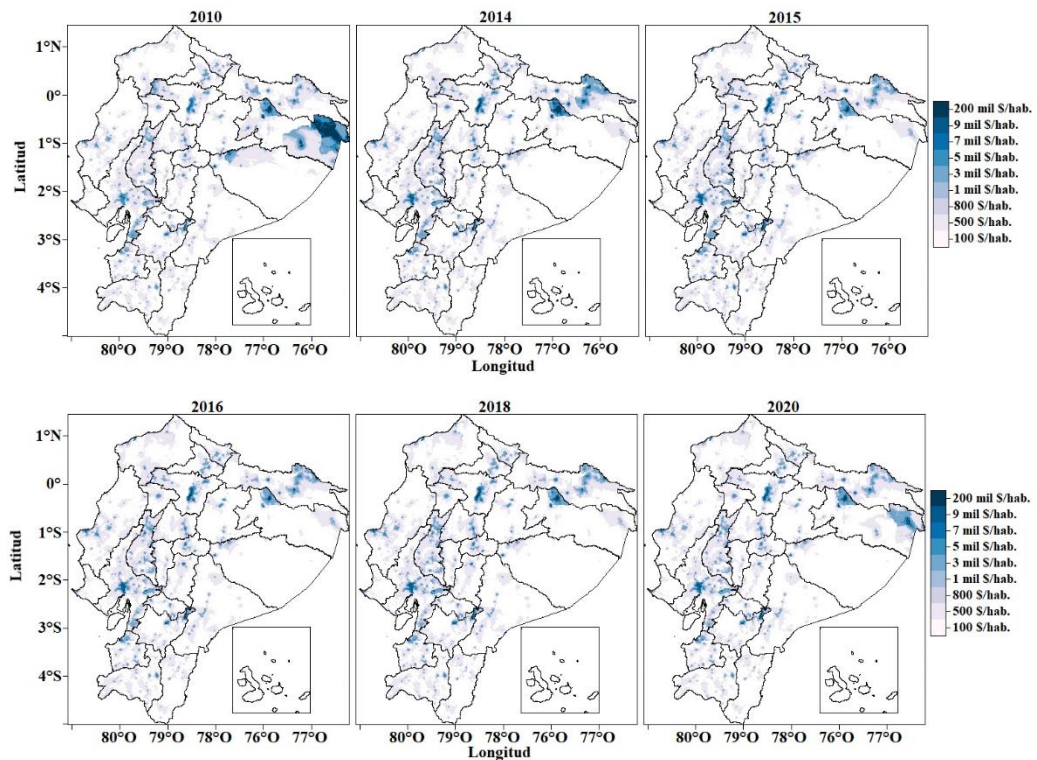 2010
2014
2015
1°N
0°
1°S
2°S
3°S
4°S
Latitud
80°O 79°O 78°O 77°O 76°O
80°O 79°O 78°O 77°O 76°O
80°O 79°O 78°O 77°O 76°O
Longitud
200 mil $/hab.
9 mil $/hab.
7 mil $/hab.
5 mil $/hab.
3 mil $/hab.
1 mil $/hab.
800 $/hab.
500 $/hab.
100 $/hab.
2016
2018
2020
1°N
0°
1°S
2°S
3°S
4°S
Latitud
80°O 79°O 78°O 77°O 76°O
80°O 79°O 78°O 77°O 76°O
80°O 79°O 78°O 77°O 76°O
Longitud
200 mil $/hab.
9 mil $/hab.
7 mil $/hab.
5 mil $/hab.
3 mil $/hab.
1 mil $/hab.
800 $/hab.
500 $/hab.
100 $/hab.